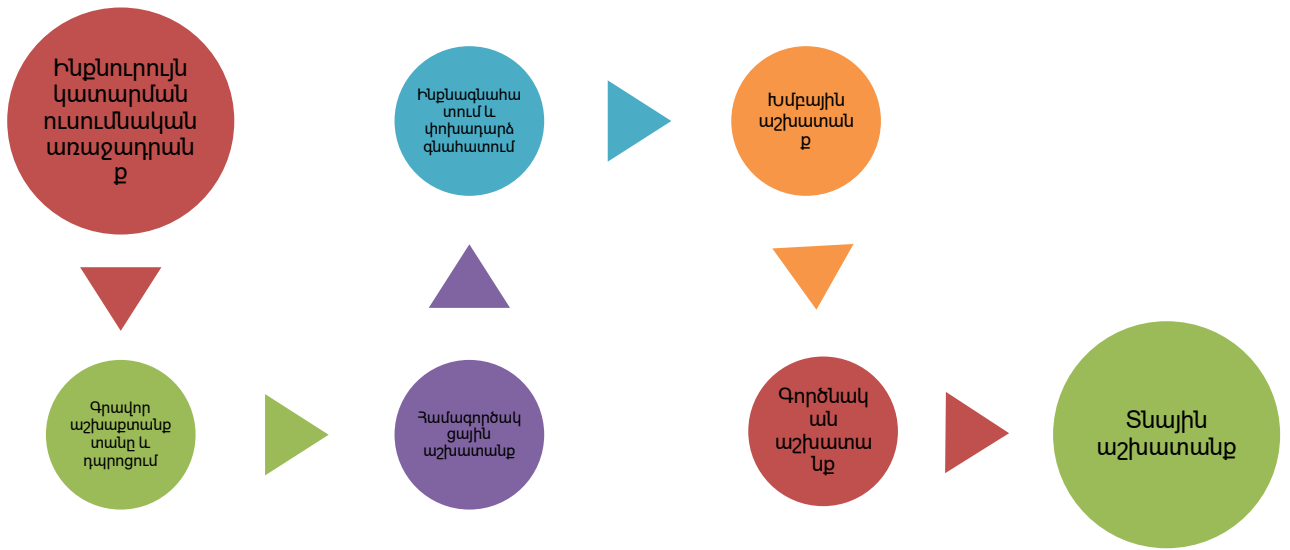 Ինքնուրույն
կատարման
ուսումնական
առաջադրան
ք
Գրավոր
աշխաքտանք
տանը և
դպրոցում
Համագործակ
ցային
աշխատանք
Ինքնագնահա
տում և
փոխադարձ
գնահատում
Խմբային
աշխատան
ք
Գործնակ
ան
աշխատա
նք
Տնային
աշխատանք